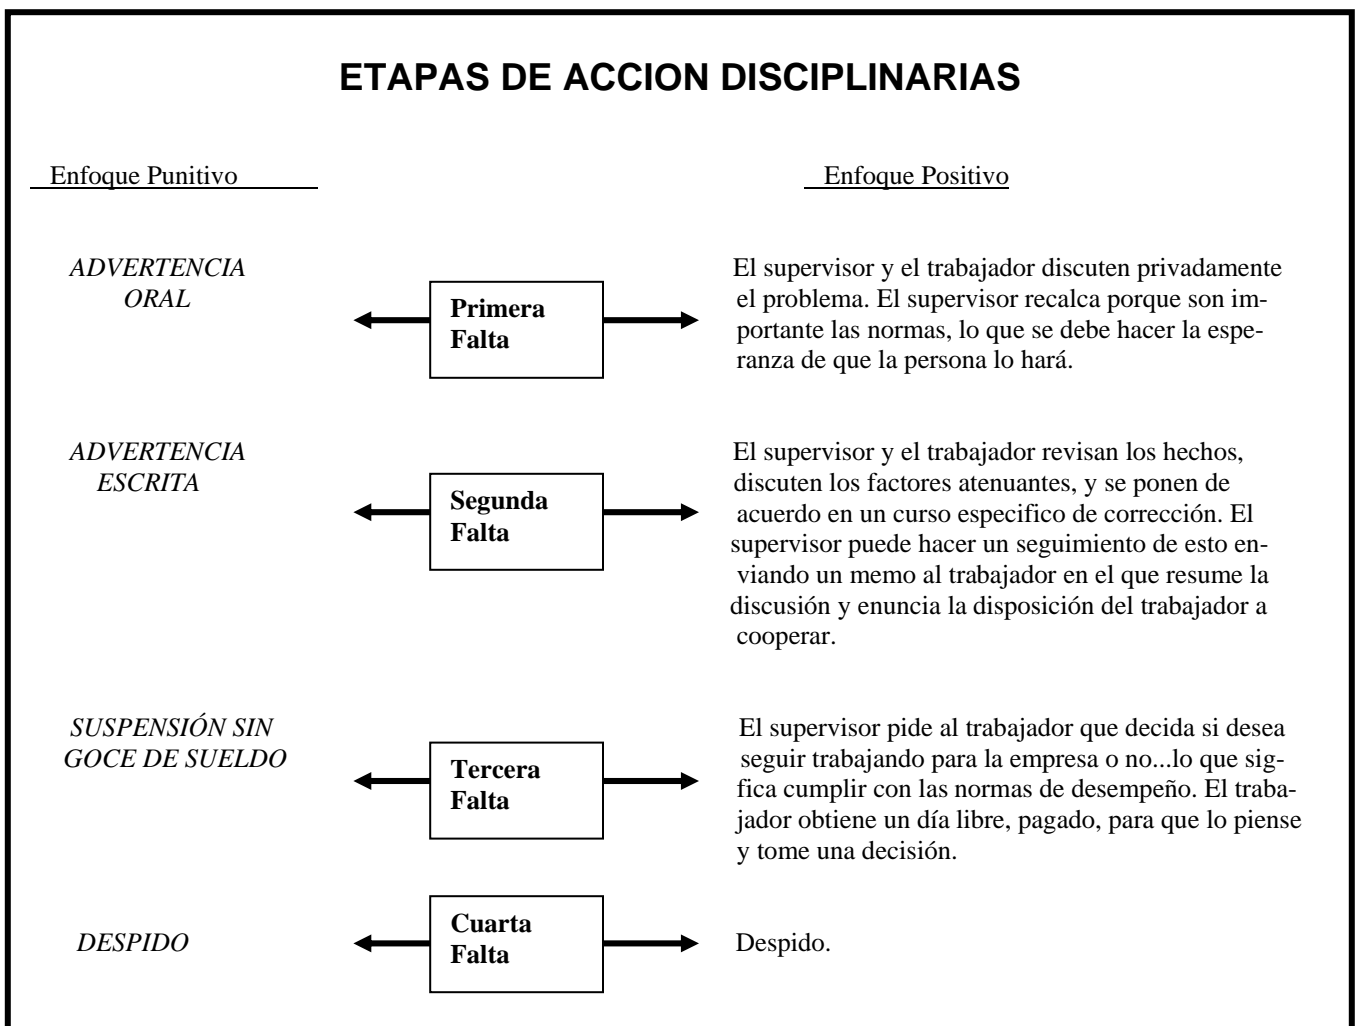 ETAPAS DE ACCION DISCIPLINARIAS
Enfoque Punitivo
Enfoque Positivo
ADVERTENCIA
ORAL
Primera
Falta
El supervisor y el trabajador discuten privadamente
el problema. El supervisor recalca porque son im-
portante las normas, lo que se debe hacer la espe-
ranza de que la persona lo hará.
ADVERTENCIA
ESCRITA
Segunda
Falta
El supervisor y el trabajador revisan los hechos,
discuten los factores atenuantes, y se ponen de
acuerdo en un curso especifico de corrección. El
supervisor puede hacer un seguimiento de esto en-
viando un memo al trabajador en el que resume la
discusión y enuncia la disposición del trabajador a
cooperar.
SUSPENSIÓN SIN
GOCE DE SUELDO
Tercera
Falta
El supervisor pide al trabajador que decida si desea
seguir trabajando para la empresa o no...lo que sig-
fica cumplir con las normas de desempeño. El traba-
jador obtiene un día libre, pagado, para que lo piense
y tome una decisión.
DESPIDO
Cuarta
Falta
Despido.